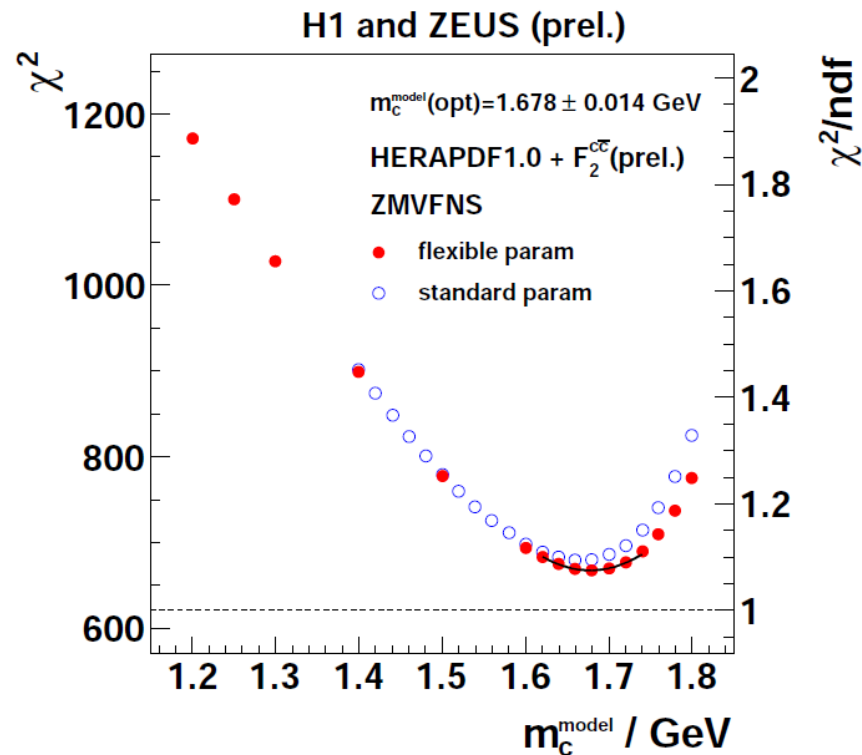 H1 and ZEUS (prel.)
χ²
χ²/ndf
m_c^model(opt)=1.678 ± 0.014 GeV
HERAPDF1.0 + F_2^cc̅(prel.)
ZMVFNS
flexible param
standard param
1200
1000
800
600
2
1.8
1.6
1.4
1.2
1
1.2 1.3 1.4 1.5 1.6 1.7 1.8
m_c^model / GeV